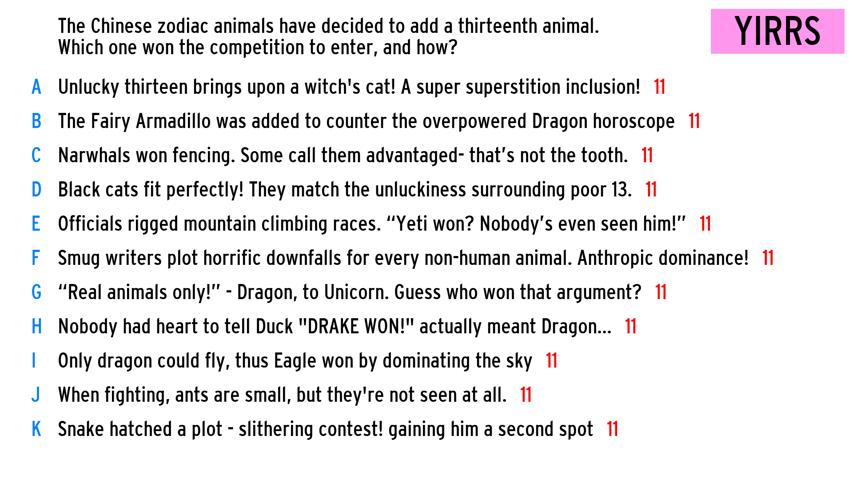 The Chinese zodiac animals have decided to add a thirteenth animal.
Which one won the competition to enter, and how?
YIRRS
A Unlucky thirteen brings upon a witch's cat! A super superstition inclusion! 11
B The Fairy Armadillo was added to counter the overpowered Dragon horoscope 11
C Narwhals won fencing. Some call them advantaged- that's not the tooth. 11
D Black cats fit perfectly! They match the unluckiness surrounding poor 13. 11
E Officials rigged mountain climbing races. “Yeti won? Nobody's even seen him!” 11
F Smug writers plot horrific downfalls for every non-human animal. Anthropic dominance! 11
G “Real animals only!” - Dragon, to Unicorn. Guess who won that argument? 11
H Nobody had heart to tell Duck "DRAKE WON!" actually meant Dragon... 11
I Only dragon could fly, thus Eagle won by dominating the sky 11
J When fighting, ants are small, but they're not seen at all. 11
K Snake hatched a plot - slithering contest! gaining him a second spot 11